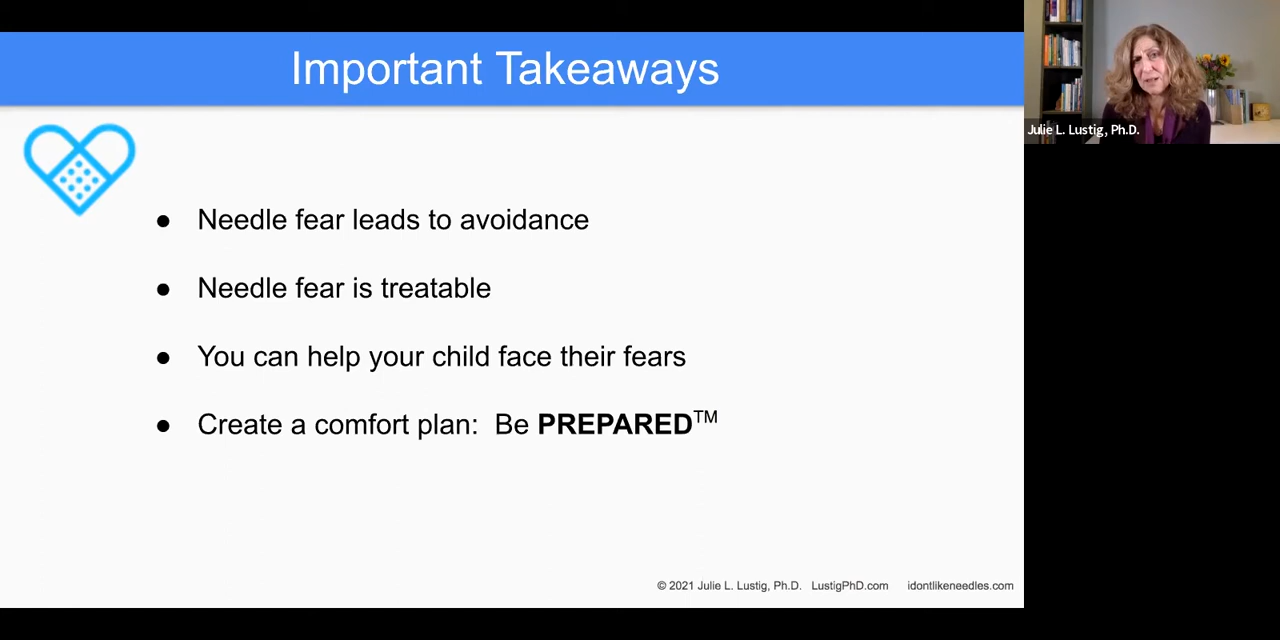 Important Takeaways
Julie L. Lustig, Ph.D.
● Needle fear leads to avoidance
● Needle fear is treatable
● You can help your child face their fears
● Create a comfort plan: Be PREPARED™
© 2021 Julie L. Lustig, Ph.D. LustigPhD.com idontlikeneedles.com